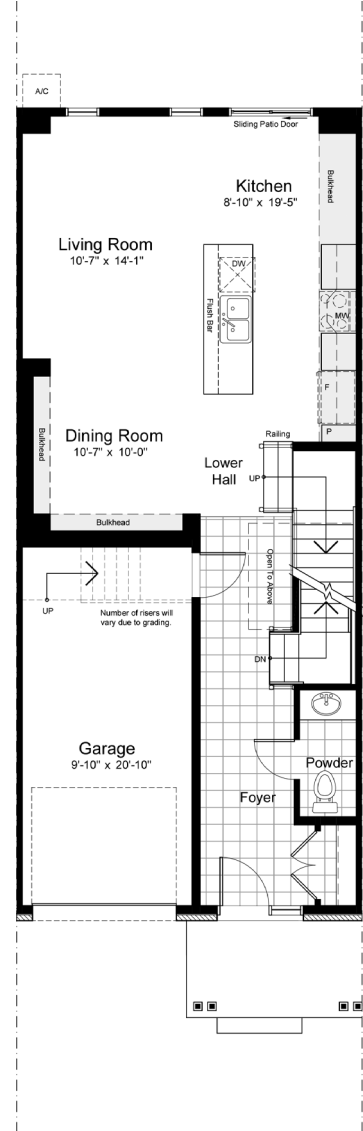 A/C
Sliding Patio Door
Kitchen
8'-10" x 19'-5"
Bulkhead
Living Room
10'-7" x 14'-1"
DW
Flush Bar
MW
F
P
Dining Room
10'-7" x 10'-0"
Bulkhead
Railing
Lower
Hall
UP
Bulkhead
Open To Above
UP
Number of risers will
vary due to grading.
DN
Garage
9'-10" x 20'-10"
Powder
Foyer